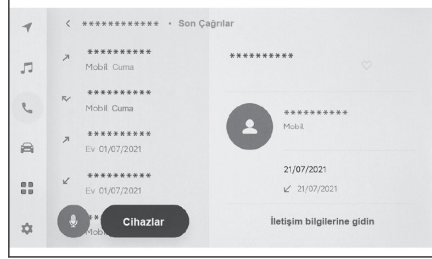 ************ • Son Çağrılar
**********
Mobil Cuma
**********
Mobil Cuma
**********
Ev 01/07/2021
**********
Ev 01/07/2021
**
Mobi
Cihazlar
**********
**********
Mobil
21/07/2021
21/07/2021
İletişim bilgilerine gidin